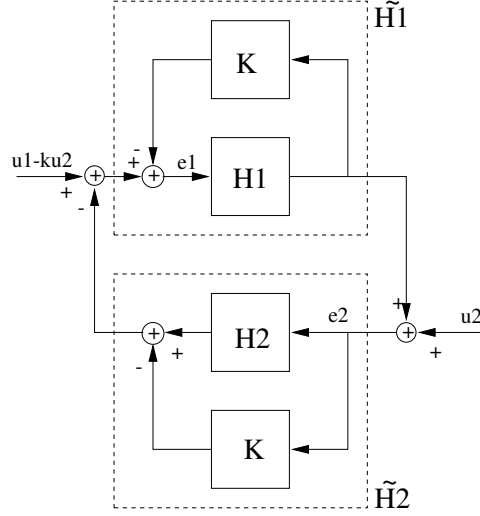 H̃1
K
-
u1-ku2
+
e1
+
+
+
H1
+
-
+
e2
+
u2
+
H2
+
+
-
K
H̃2